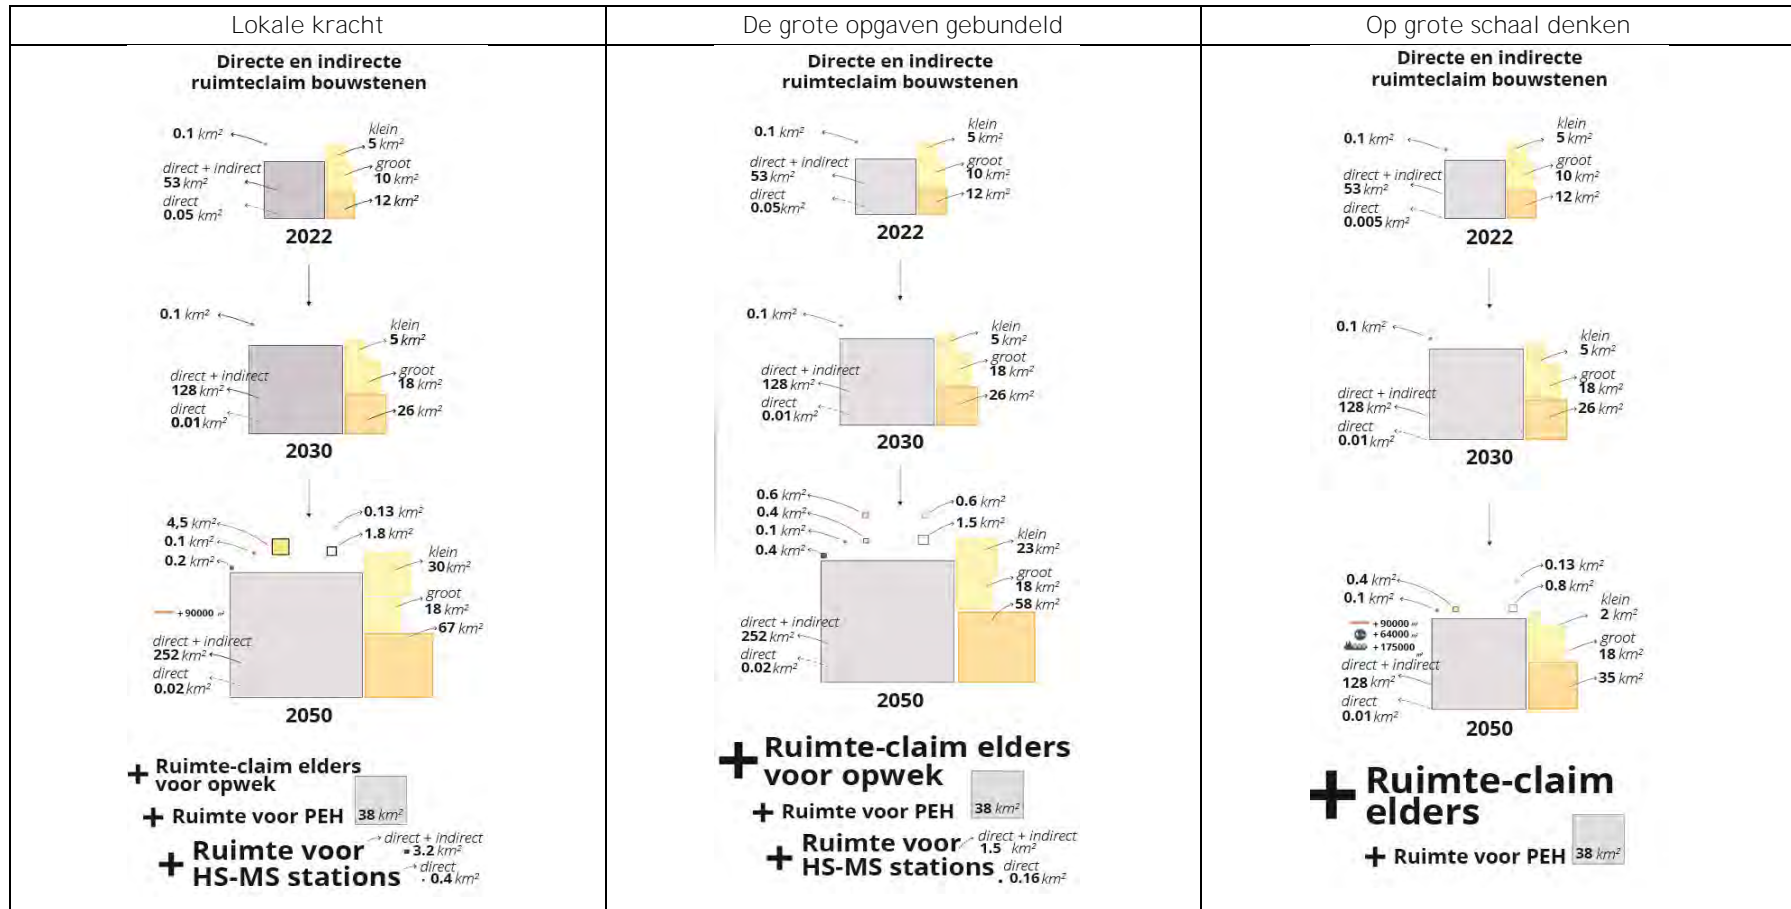 Lokale kracht
Directe en indirecte
ruimteclaim bouwstenen
0.1 km²
klein
5 km²
direct + indirect
53 km²
groot
10 km²
direct
0.05 km²
12 km²
2022
0.1 km²
klein
5 km²
direct + indirect
128 km²
groot
18 km²
direct
0.01 km²
26 km²
2030
4,5 km²
0.13 km²
0.1 km²
1.8 km²
0.2 km²
klein
30 km²
groot
18 km²
+ 90000 m²
67 km²
direct + indirect
252 km²
direct
0.02 km²
2050
+ Ruimte-claim elders
voor opwek
+ Ruimte voor PEH
38 km²
+ Ruimte voor
HS-MS stations
direct + indirect
3.2 km²
direct
0.4 km²
De grote opgaven gebundeld
Directe en indirecte
ruimteclaim bouwstenen
0.1 km²
klein
5 km²
direct + indirect
53 km²
groot
10 km²
direct
0.05 km²
12 km²
2022
0.1 km²
klein
5 km²
direct + indirect
128 km²
groot
18 km²
direct
0.01 km²
26 km²
2030
0.6 km²
0.6 km²
0.4 km²
0.1 km²
1.5 km²
0.4 km²
klein
23 km²
groot
18 km²
58 km²
direct + indirect
252 km²
direct
0.02 km²
2050
+ Ruimte-claim elders
voor opwek
+ Ruimte voor PEH
38 km²
+ Ruimte voor
HS-MS stations
direct + indirect
1.5 km²
direct
0.16 km²
Op grote schaal denken
Directe en indirecte
ruimteclaim bouwstenen
0.1 km²
klein
5 km²
direct + indirect
53 km²
groot
10 km²
direct
0.005 km²
12 km²
2022
0.1 km²
klein
5 km²
groot
18 km²
direct + indirect
128 km²
26 km²
direct
0.01 km²
2030
0.13 km²
0.4 km²
0.8 km²
0.1 km²
klein
2 km²
+ 90000 m²
+ 64000 m²
+ 175000 m²
groot
18 km²
direct + indirect
128 km²
35 km²
direct
0.01 km²
2050
+ Ruimte-claim
elders
+ Ruimte voor PEH
38 km²